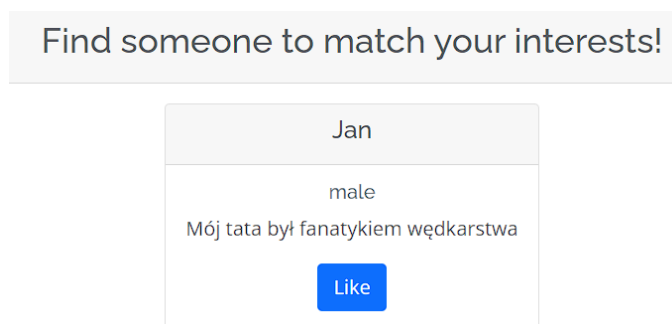 Find someone to match your interests!
Jan
male
Mój tata był fanatykiem wędkarstwa
Like